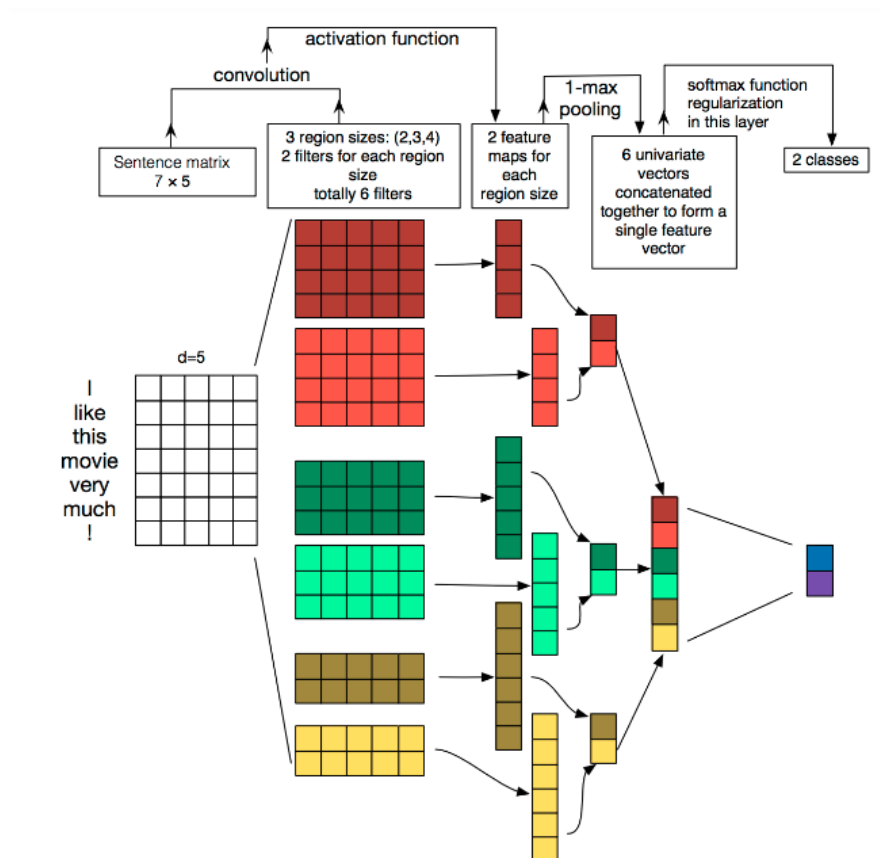 activation function
convolution
1-max
pooling
softmax function
regularization
in this layer
Sentence matrix
7 × 5
3 region sizes: (2,3,4)
2 filters for each region
size
totally 6 filters
2 feature
maps for
each
region size
6 univariate
vectors
concatenated
together to form a
single feature
vector
2 classes
d=5
I
like
this
movie
very
much
!